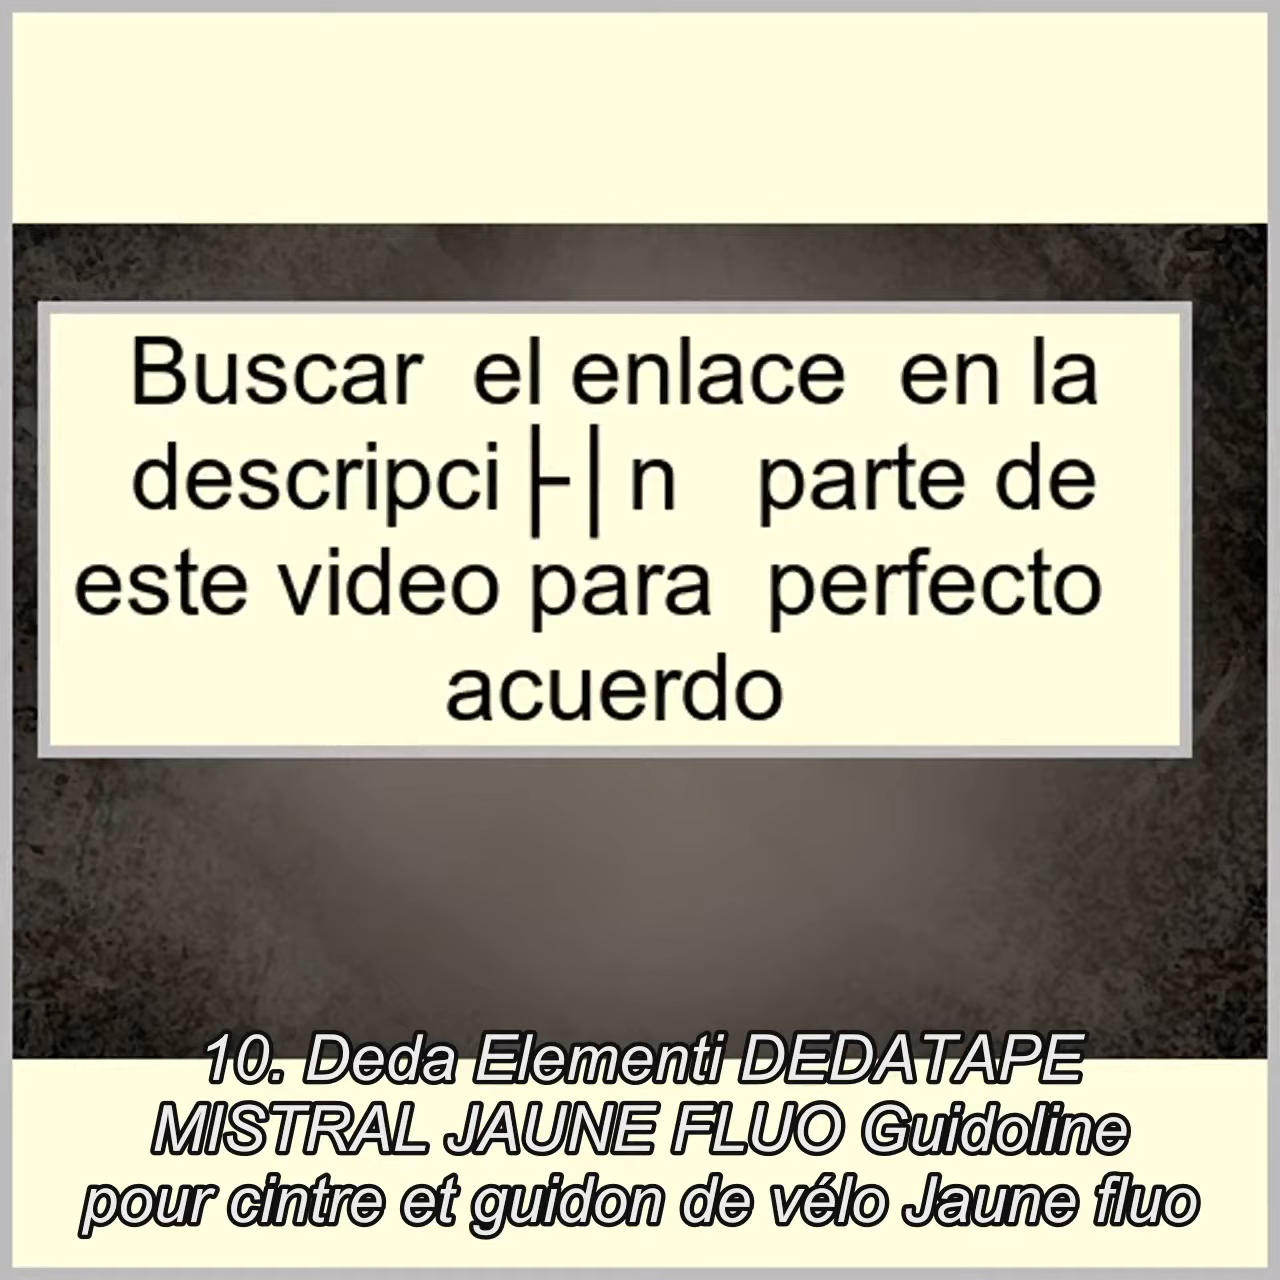 Buscar el enlace en la
descripci├│n parte de
este video para perfecto
acuerdo
10. Deda Elementi DEDATAPE
MISTRAL JAUNE FLUO Guidoline
pour cintre et guidon de vélo Jaune fluo